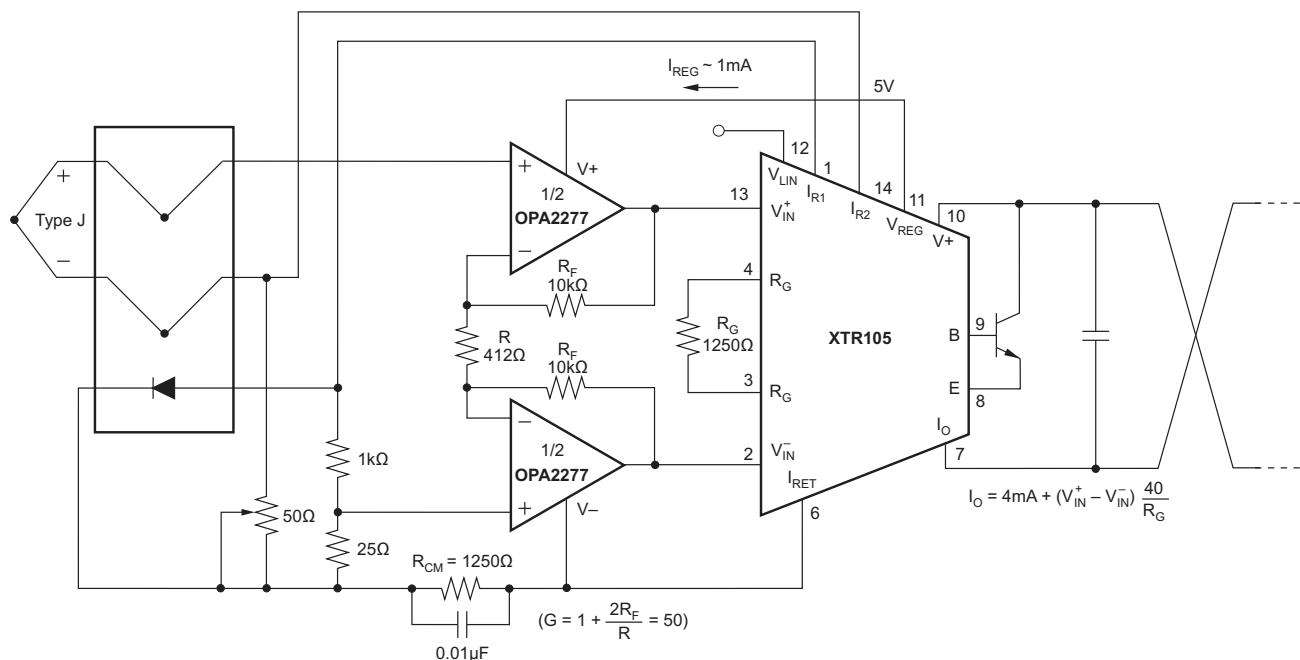 I_REG ~ 1mA
5V
+
Type J
−
+
V+
1/2
OPA2277
−
12
1
14
11
10
V_LIN
I_R1
I_R2
V_REG
V+
13
V_IN^+
R_F
10kΩ
4
R_G
R
412Ω
R_G
1250Ω
XTR105
B
9
R_F
10kΩ
3
R_G
E
8
−
1/2
OPA2277
+
V–
2
V_IN^−
I_RET
6
I_O
7
1kΩ
50Ω
25Ω
R_CM = 1250Ω
0.01µF
(G = 1 + 2R_F/R = 50)
I_O = 4mA + (V_IN^+ – V_IN^−) 40/R_G